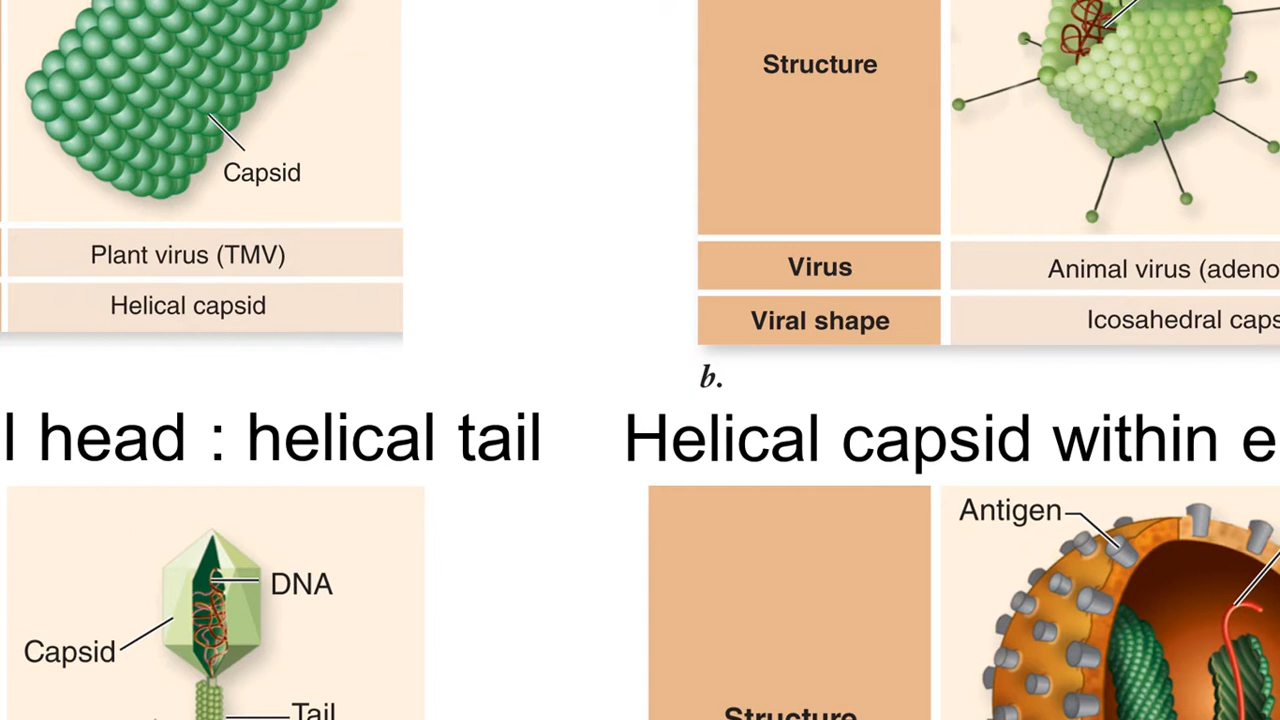 Capsid
Plant virus (TMV)
Helical capsid
Structure
Virus
Animal virus (adeno
Viral shape
Icosahedral caps
b.
l head : helical tail
Helical capsid within e
DNA
Capsid
Tail
Antigen
Structure